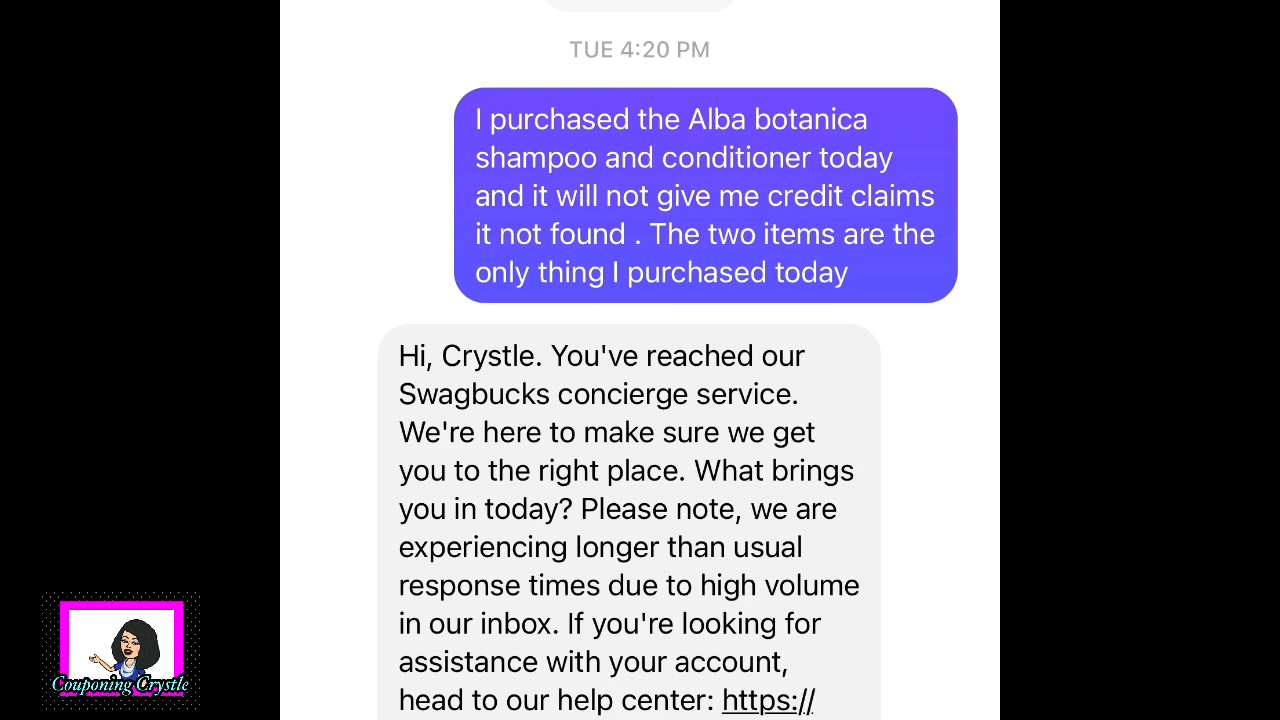 TUE 4:20 PM
I purchased the Alba botanica
shampoo and conditioner today
and it will not give me credit claims
it not found . The two items are the
only thing I purchased today
Hi, Crystle. You've reached our
Swagbucks concierge service.
We're here to make sure we get
you to the right place. What brings
you in today? Please note, we are
experiencing longer than usual
response times due to high volume
in our inbox. If you're looking for
assistance with your account,
head to our help center: https://
Couponing Crystle